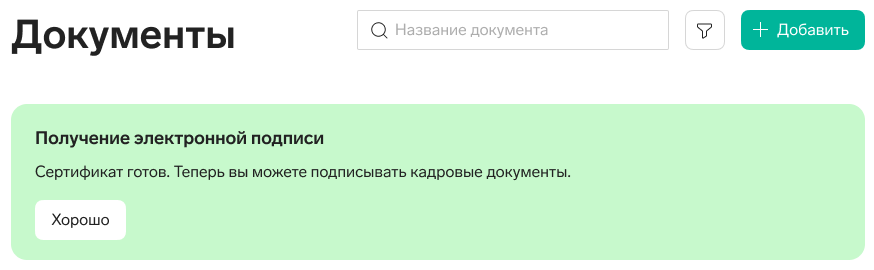 Документы
Название документа
Добавить
Получение электронной подписи
Сертификат готов. Теперь вы можете подписывать кадровые документы.
Хорошо